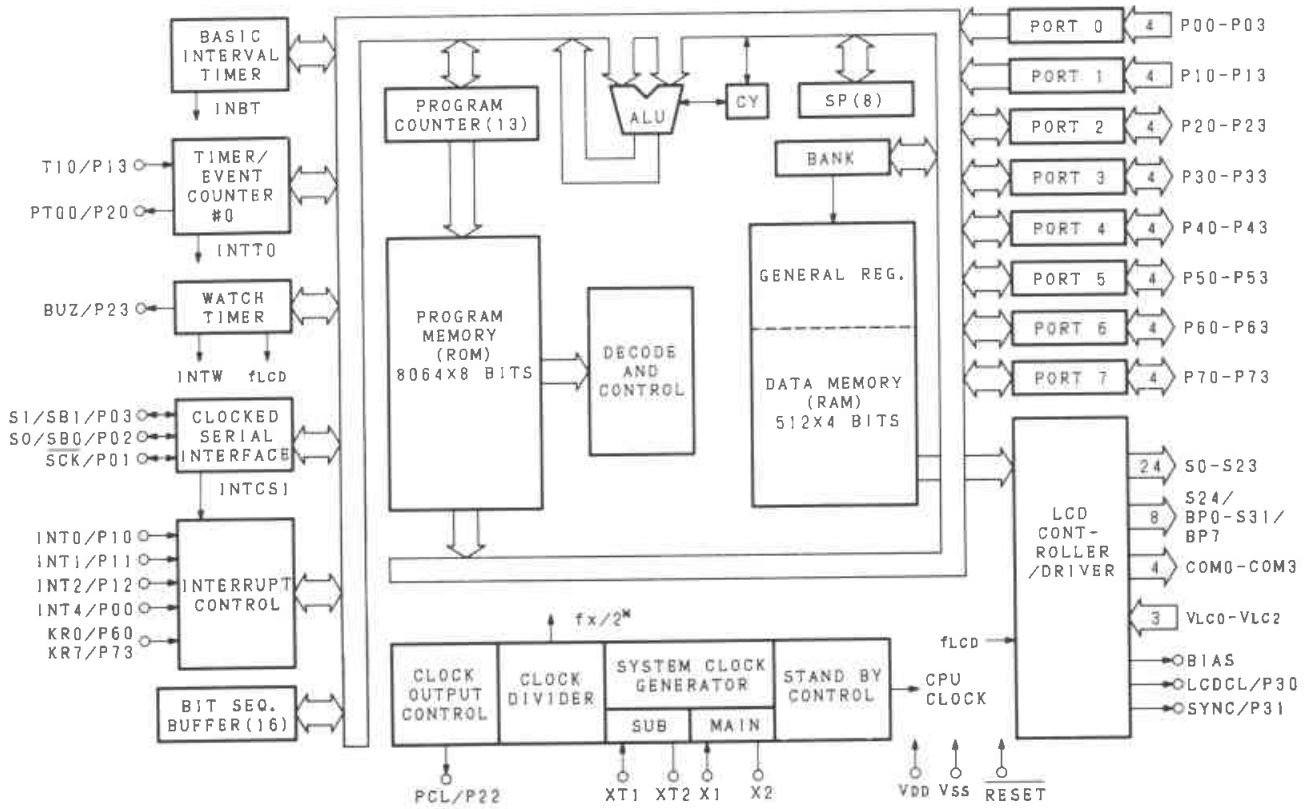 BASIC
INTERVAL
TIMER
INBT
TI0/P13
TIMER/
EVENT
COUNTER
#0
PT00/P20
INTT0
BUZ/P23
WATCH
TIMER
INTW
fLCD
SI/SB1/P03
SO/SB0/P02
SCK/P01
CLOCKED
SERIAL
INTERFACE
INTCSI
INT0/P10
INT1/P11
INT2/P12
INT4/P00
KR0/P60
KR7/P73
INTERRUPT
CONTROL
BIT SEQ.
BUFFER(16)
PROGRAM
COUNTER(13)
ALU
CY
SP(8)
BANK
PROGRAM
MEMORY
(ROM)
8064X8 BITS
DECODE
AND
CONTROL
GENERAL REG.
DATA MEMORY
(RAM)
512X4 BITS
fx/2N
CLOCK
OUTPUT
CONTROL
CLOCK
DIVIDER
SYSTEM CLOCK
GENERATOR
SUB
MAIN
STAND BY
CONTROL
CPU
CLOCK
PCL/P22
XT1
XT2
X1
X2
VDD
VSS
RESET
PORT 0
4
P00-P03
PORT 1
4
P10-P13
PORT 2
4
P20-P23
PORT 3
4
P30-P33
PORT 4
4
P40-P43
PORT 5
4
P50-P53
PORT 6
4
P60-P63
PORT 7
4
P70-P73
LCD
CONT-
ROLLER
/DRIVER
24
S0-S23
8
S24/
BP0-S31/
BP7
4
COM0-COM3
3
VLC0-VLC2
fLCD
BIAS
LCDCL/P30
SYNC/P31